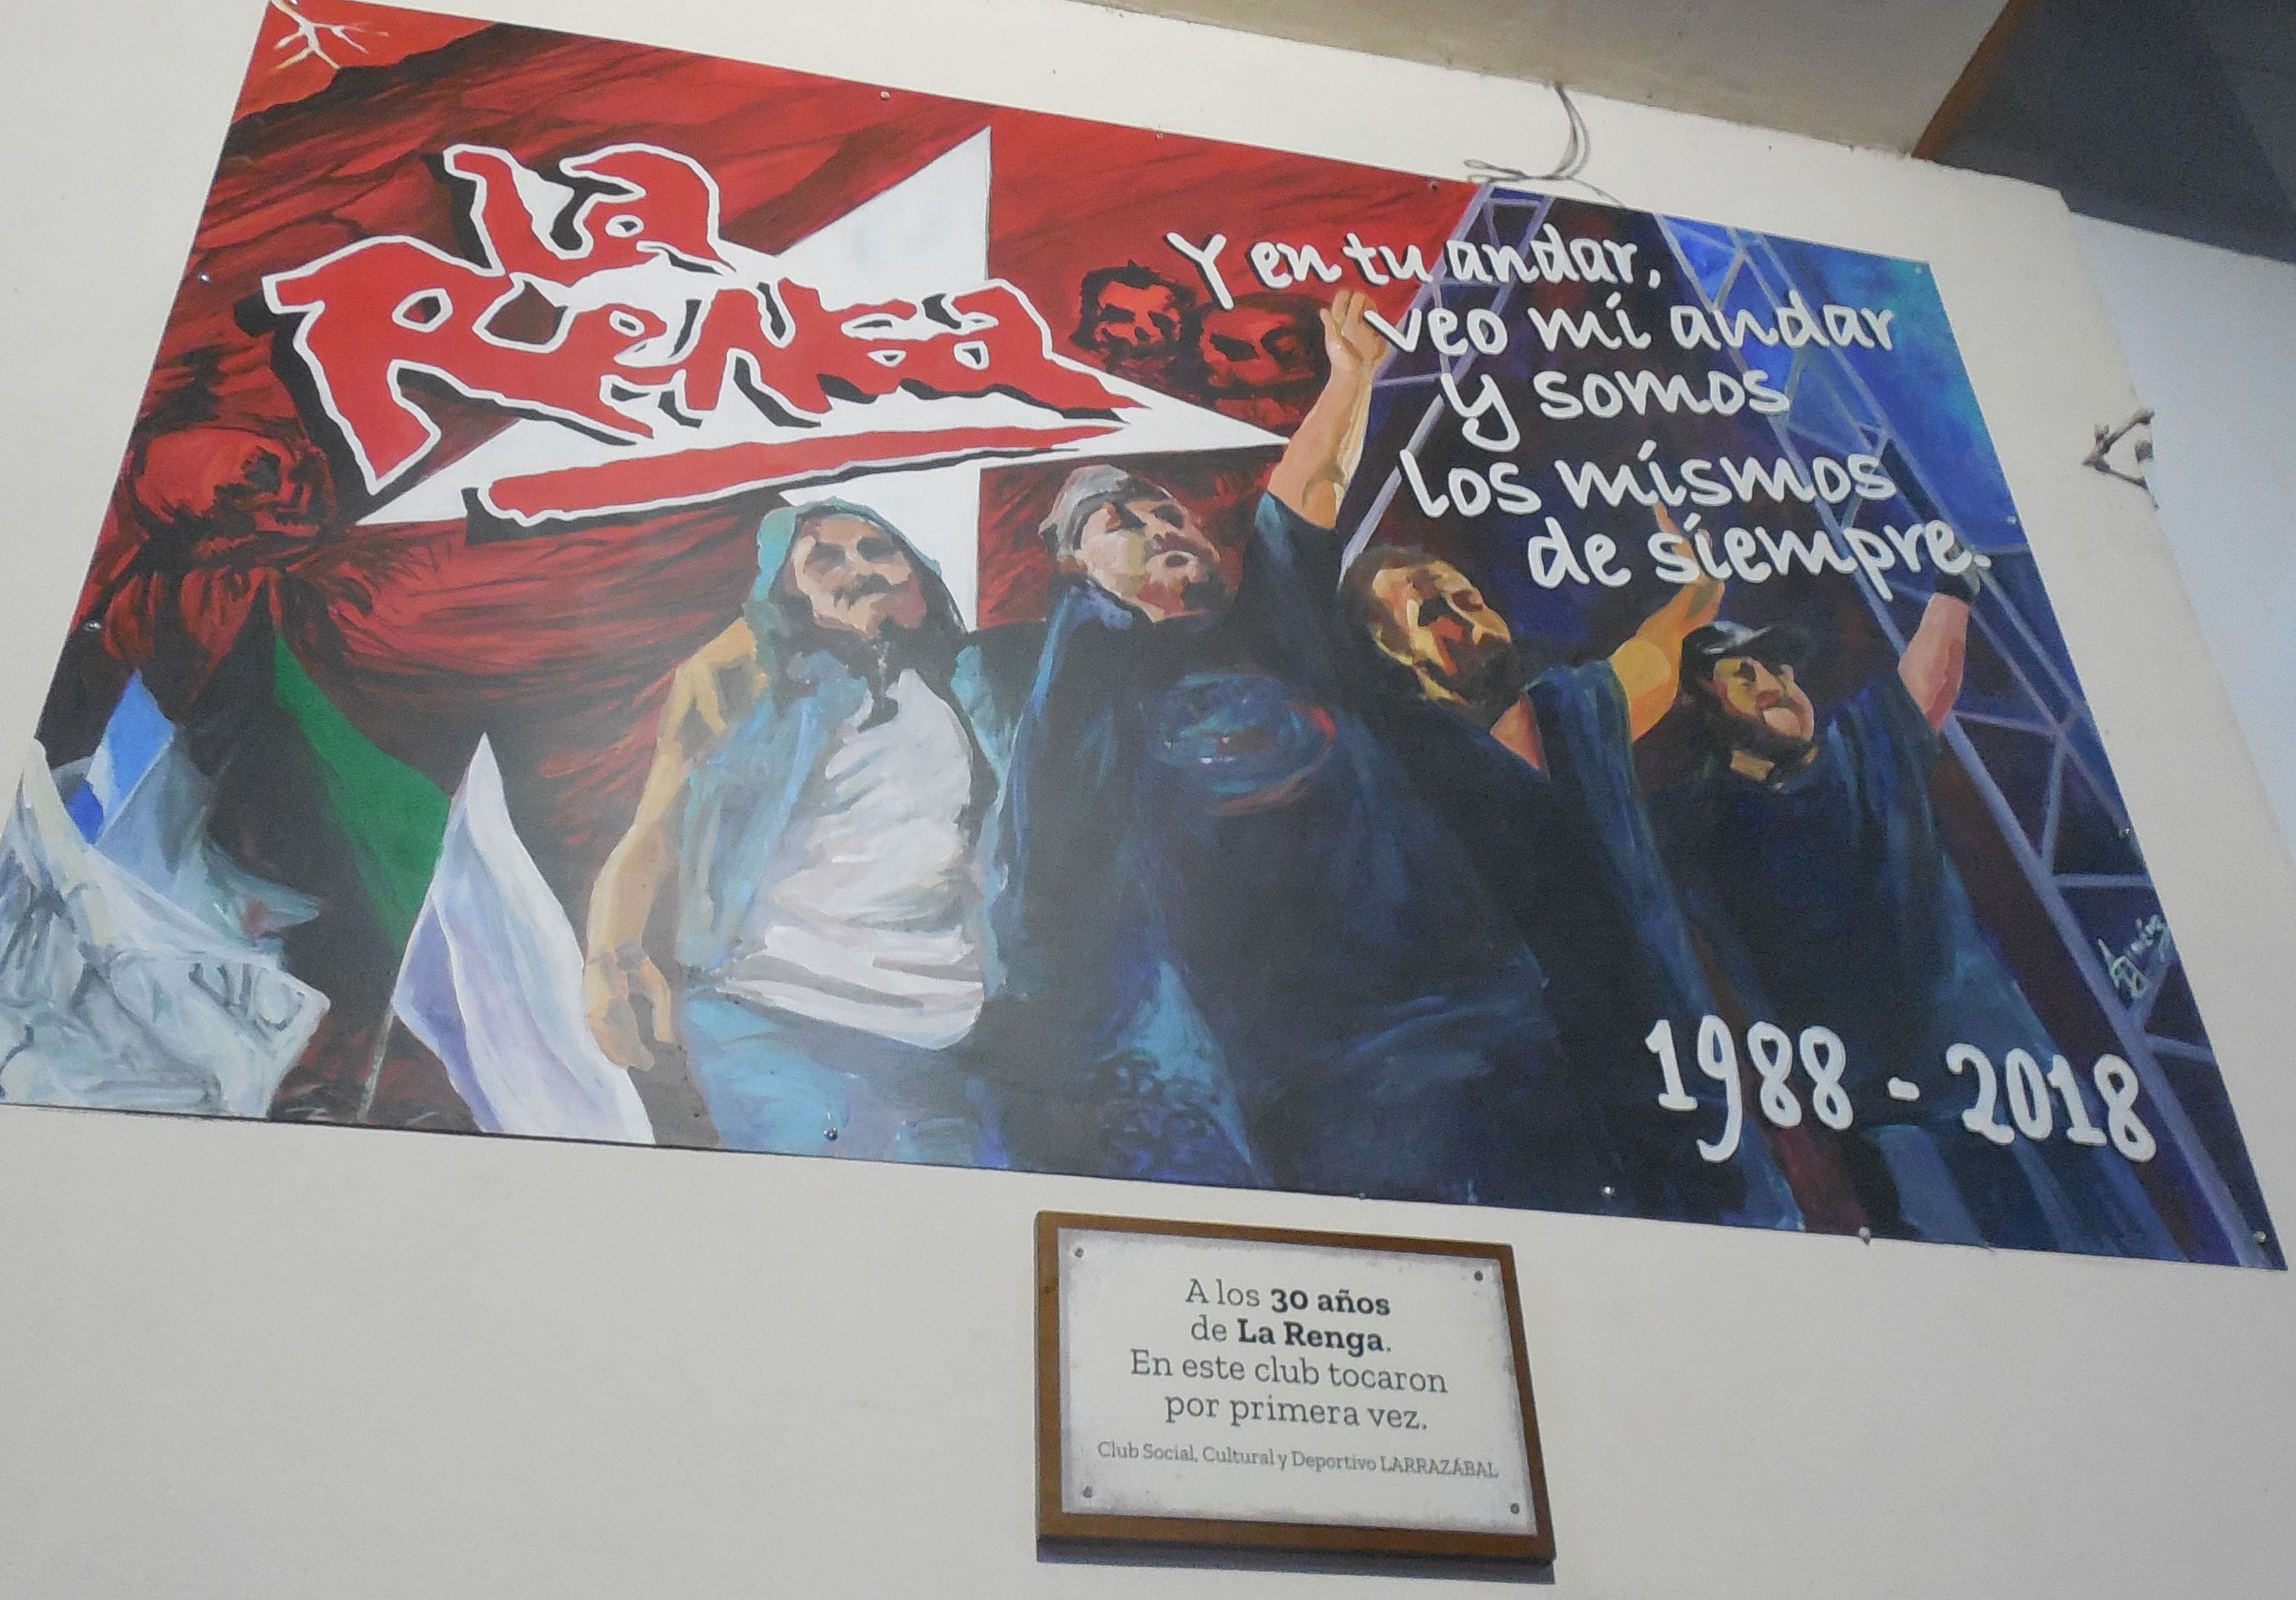 La
Renga
Y en tu andar,
veo mi andar
y somos
los mismos
de siempre.
1988 - 2018
A los 30 años
de La Renga.
En este club tocaron
por primera vez.
Club Social, Cultural y Deportivo LARRAZÁBAL